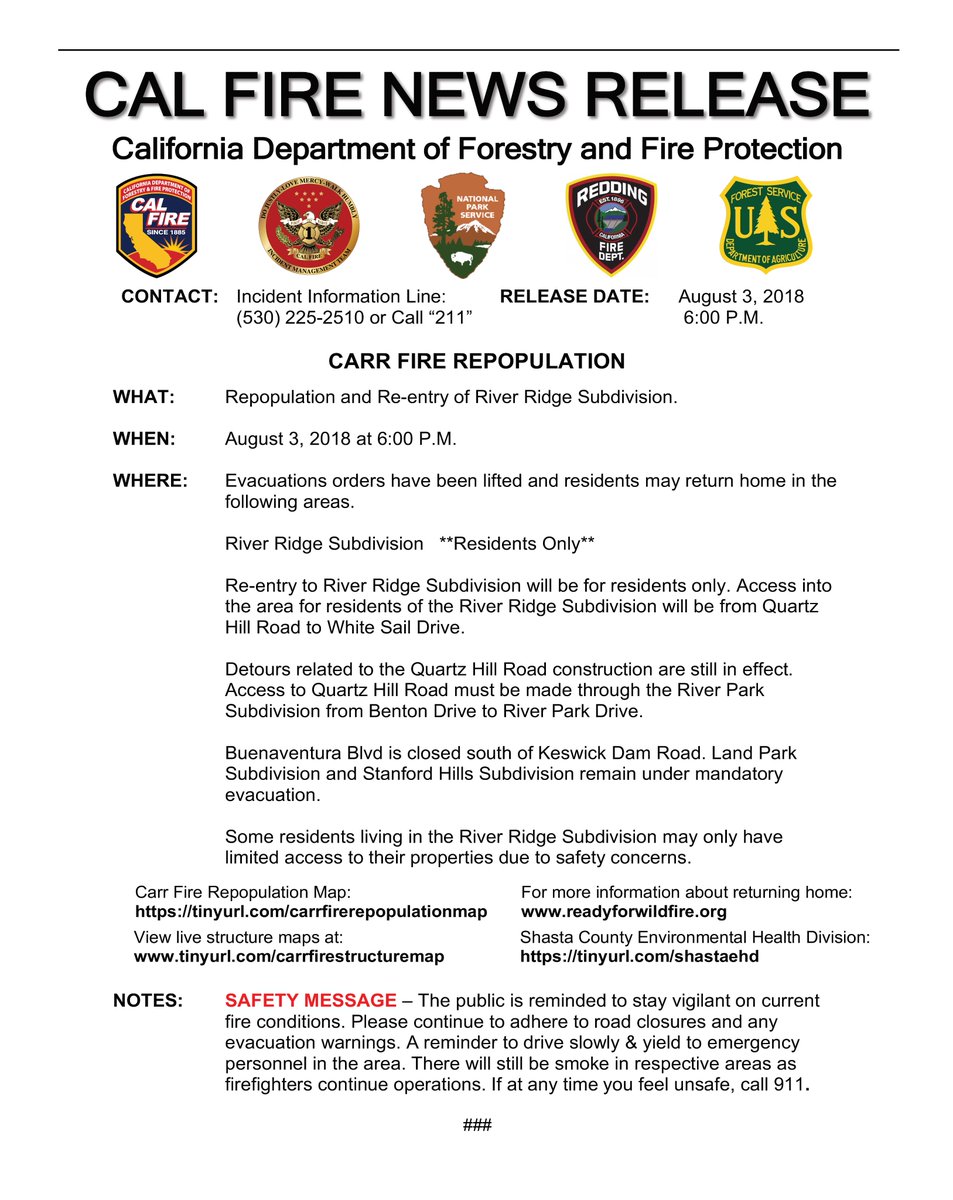 CAL FIRE NEWS RELEASE
California Department of Forestry and Fire Protection
CALIFORNIA DEPARTMENT OF
FORESTRY & FIRE PROTECTION
CAL
FIRE
SINCE 1885
DO JUSTLY-LOVE MERCY-WALK HUMBLY
1
CAL FIRE
INCIDENT MANAGEMENT TEAM
NATIONAL
PARK
SERVICE
REDDING
EST. 1886
CALIFORNIA
FIRE
DEPT.
FOREST SERVICE
U S
DEPARTMENT OF AGRICULTURE
CONTACT: Incident Information Line: RELEASE DATE: August 3, 2018
(530) 225-2510 or Call “211” 6:00 P.M.
CARR FIRE REPOPULATION
WHAT: Repopulation and Re-entry of River Ridge Subdivision.
WHEN: August 3, 2018 at 6:00 P.M.
WHERE: Evacuations orders have been lifted and residents may return home in the
following areas.
River Ridge Subdivision **Residents Only**
Re-entry to River Ridge Subdivision will be for residents only. Access into
the area for residents of the River Ridge Subdivision will be from Quartz
Hill Road to White Sail Drive.
Detours related to the Quartz Hill Road construction are still in effect.
Access to Quartz Hill Road must be made through the River Park
Subdivision from Benton Drive to River Park Drive.
Buenaventura Blvd is closed south of Keswick Dam Road. Land Park
Subdivision and Stanford Hills Subdivision remain under mandatory
evacuation.
Some residents living in the River Ridge Subdivision may only have
limited access to their properties due to safety concerns.
Carr Fire Repopulation Map: For more information about returning home:
https://tinyurl.com/carrfirerepopulationmap www.readyforwildfire.org
View live structure maps at: Shasta County Environmental Health Division:
www.tinyurl.com/carrfirestructuremap https://tinyurl.com/shastaehd
NOTES: SAFETY MESSAGE – The public is reminded to stay vigilant on current
fire conditions. Please continue to adhere to road closures and any
evacuation warnings. A reminder to drive slowly & yield to emergency
personnel in the area. There will still be smoke in respective areas as
firefighters continue operations. If at any time you feel unsafe, call 911.
###